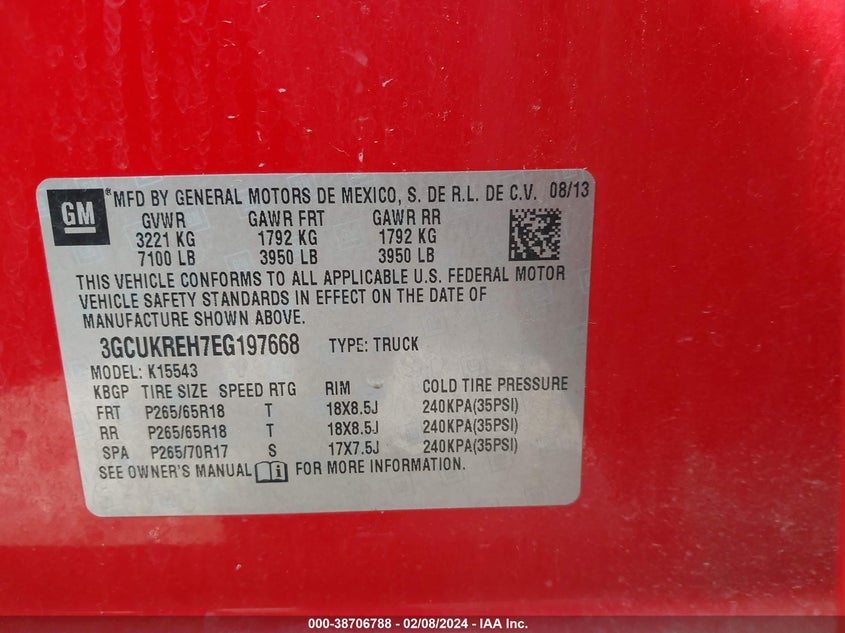 GM
® MFD BY GENERAL MOTORS DE MEXICO, S. DE R.L. DE C.V. 08/13
GVWR GAWR FRT GAWR RR
3221 KG 1792 KG 1792 KG
7100 LB 3950 LB 3950 LB
THIS VEHICLE CONFORMS TO ALL APPLICABLE U.S. FEDERAL MOTOR
VEHICLE SAFETY STANDARDS IN EFFECT ON THE DATE OF
MANUFACTURE SHOWN ABOVE.
3GCUKREH7EG197668 TYPE: TRUCK
MODEL: K15543
KBGP TIRE SIZE SPEED RTG RIM COLD TIRE PRESSURE
FRT P265/65R18 T 18X8.5J 240KPA(35PSI)
RR P265/65R18 T 18X8.5J 240KPA(35PSI)
SPA P265/70R17 S 17X7.5J 240KPA(35PSI)
SEE OWNER'S MANUAL FOR MORE INFORMATION.
000-38706788 - 02/08/2024 - IAA Inc.